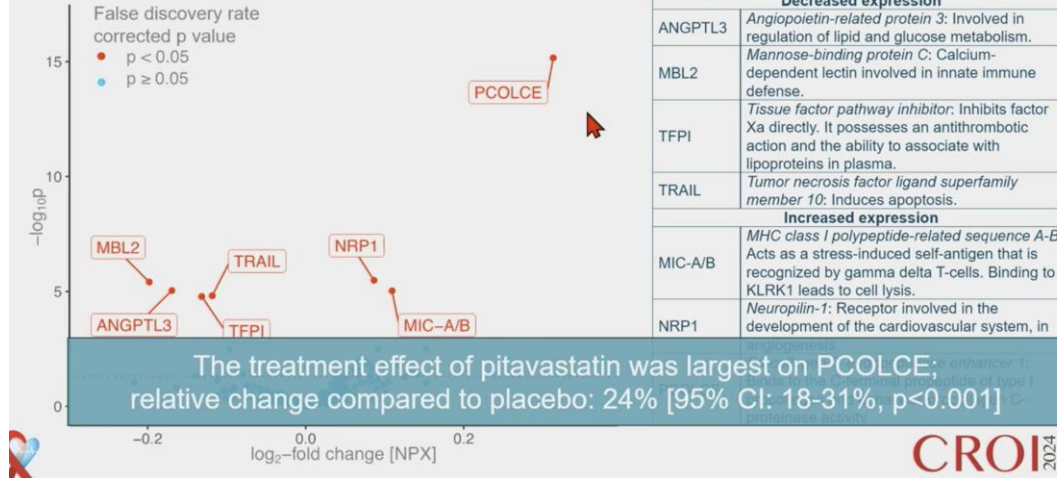 False discovery rate
corrected p value
p < 0.05
p ≥ 0.05
15
10
5
0
−log₁₀p
PCOLCE
MBL2
TRAIL
NRP1
ANGPTL3
TFPI
MIC−A/B
−0.2
0.0
0.2
log₂−fold change [NPX]
Decreased expression
ANGPTL3
Angiopoietin-related protein 3: Involved in
regulation of lipid and glucose metabolism.
MBL2
Mannose-binding protein C: Calcium-
dependent lectin involved in innate immune
defense.
TFPI
Tissue factor pathway inhibitor: Inhibits factor
Xa directly. It possesses an antithrombotic
action and the ability to associate with
lipoproteins in plasma.
TRAIL
Tumor necrosis factor ligand superfamily
member 10: Induces apoptosis.
Increased expression
MIC-A/B
MHC class I polypeptide-related sequence A-B
Acts as a stress-induced self-antigen that is
recognized by gamma delta T-cells. Binding to
KLRK1 leads to cell lysis.
NRP1
Neuropilin-1: Receptor involved in the
development of the cardiovascular system, in
angiogenesis.
enhancer 1:
Binds to the C-terminal propeptide of type I
proteinase activity
The treatment effect of pitavastatin was largest on PCOLCE;
relative change compared to placebo: 24% [95% CI: 18-31%, p<0.001]
CROI 2024